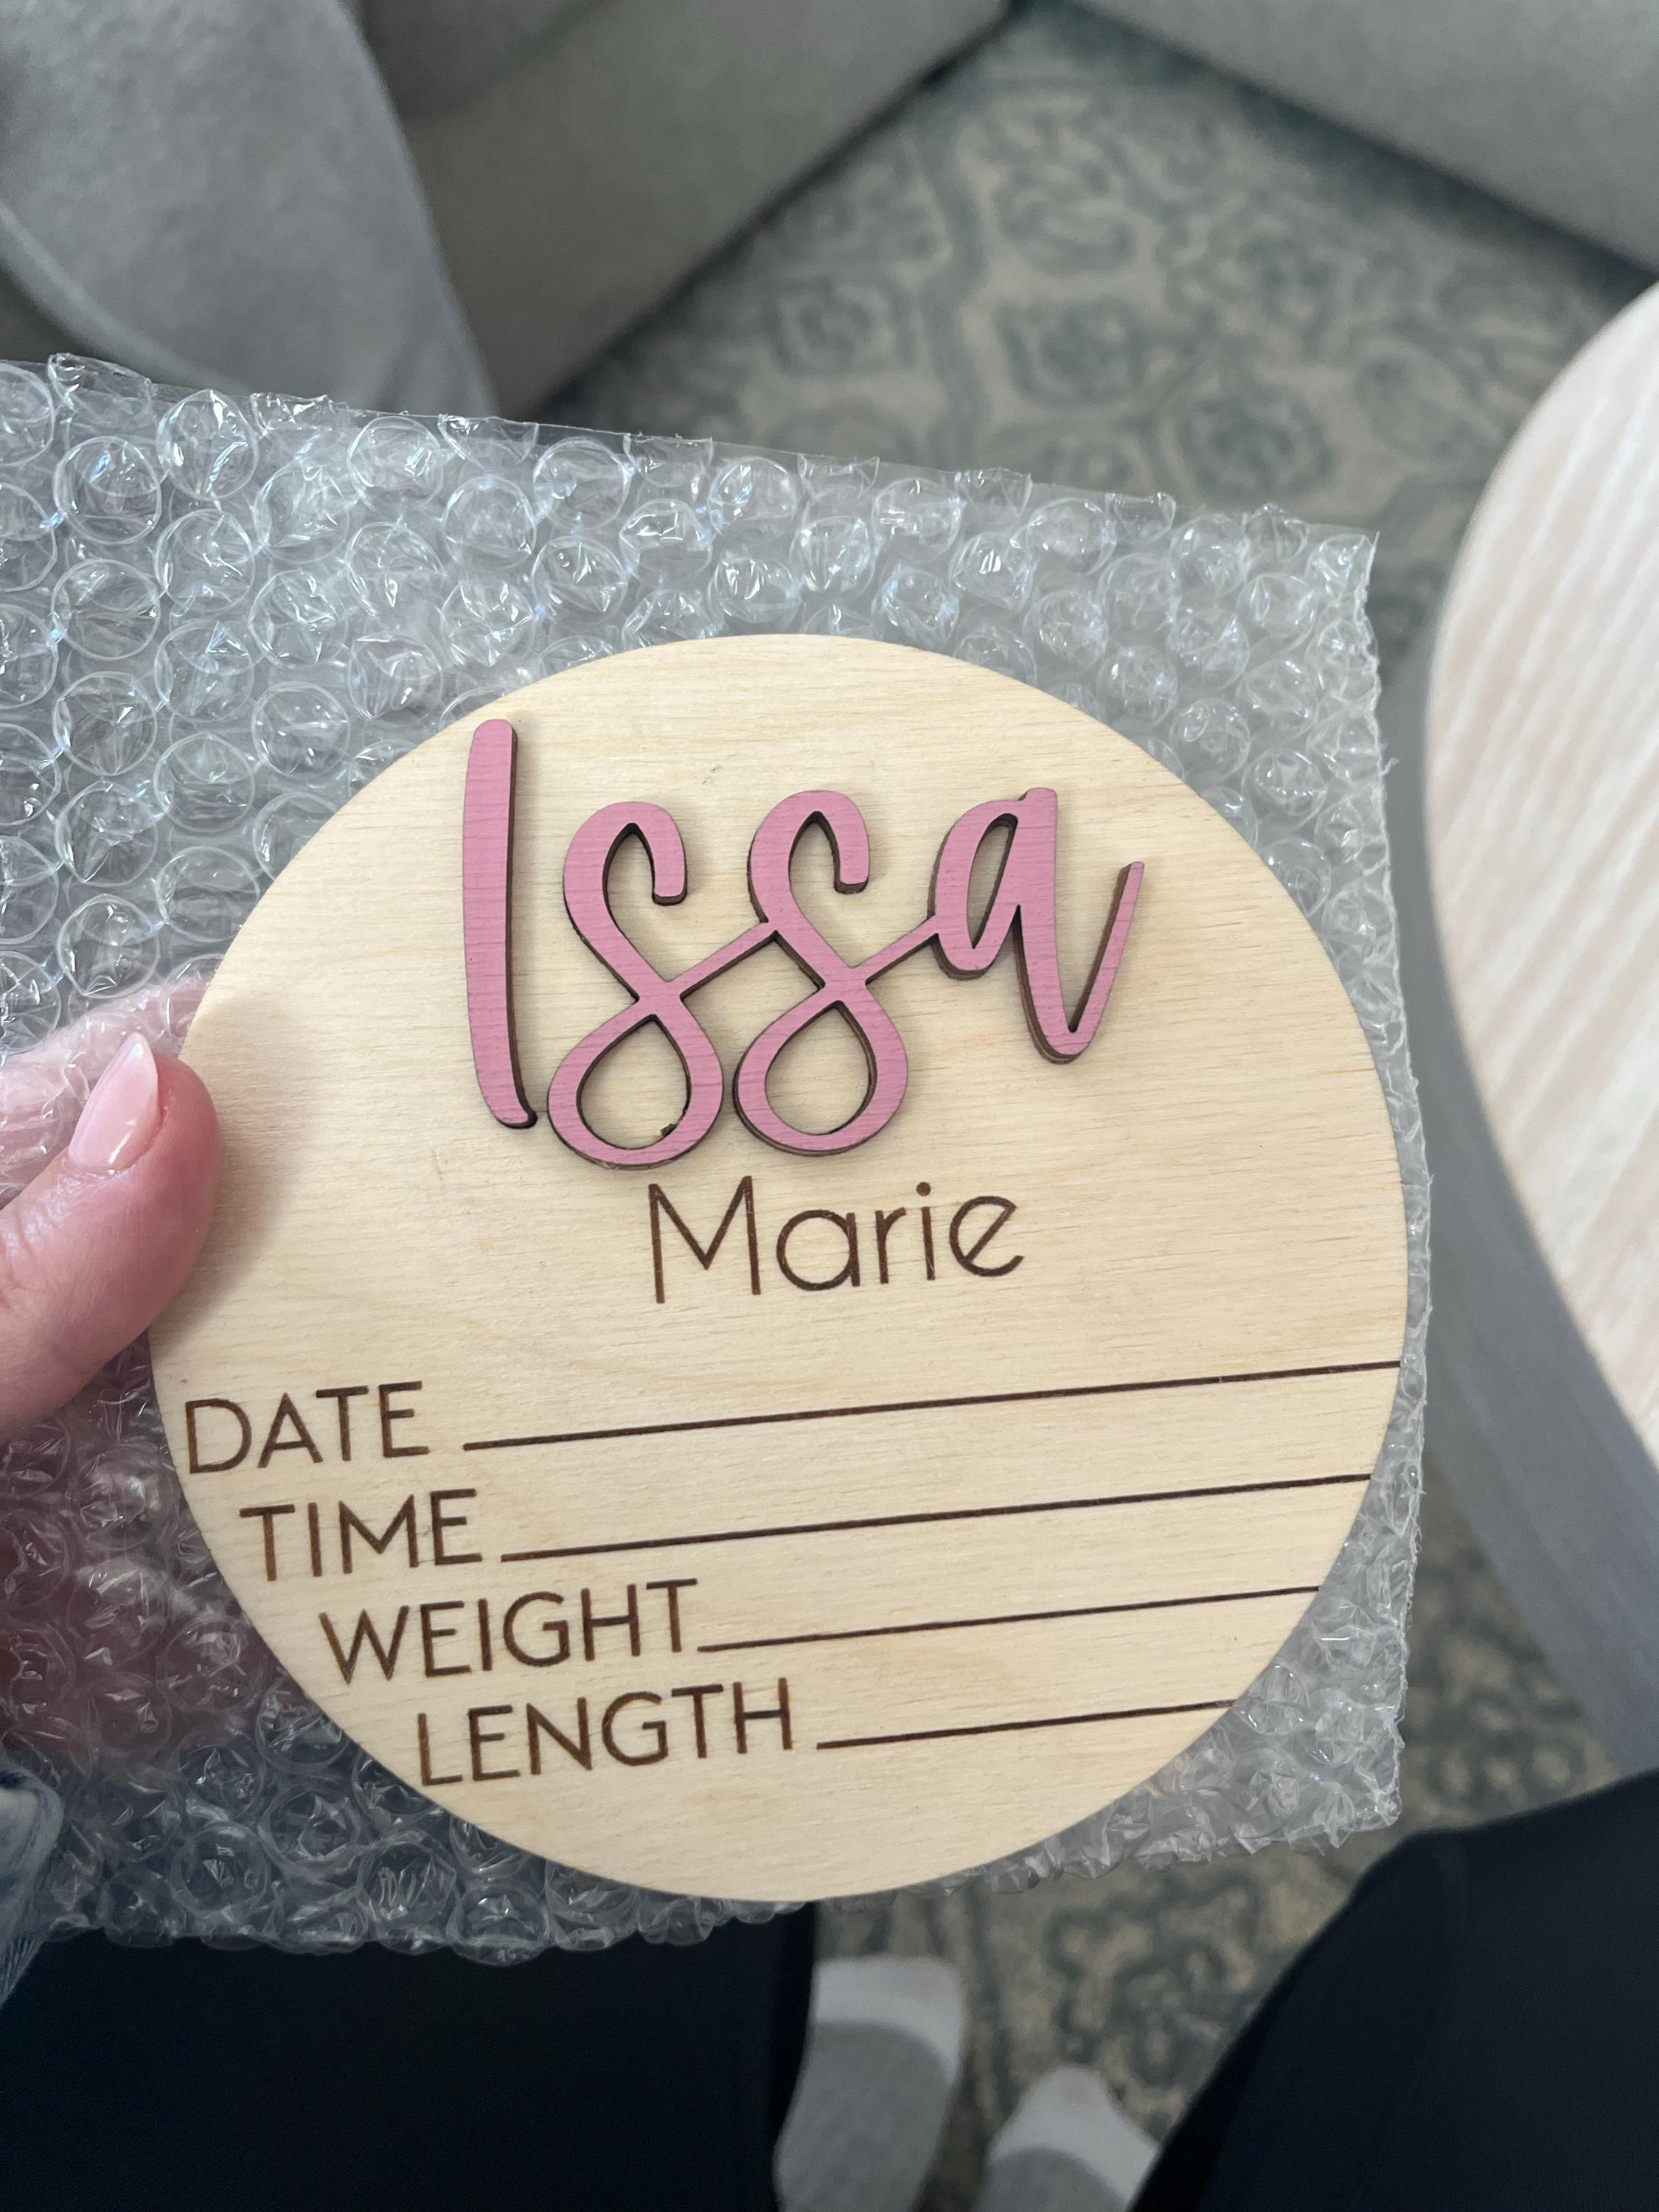 Issa
Marie
DATE
TIME
WEIGHT
LENGTH